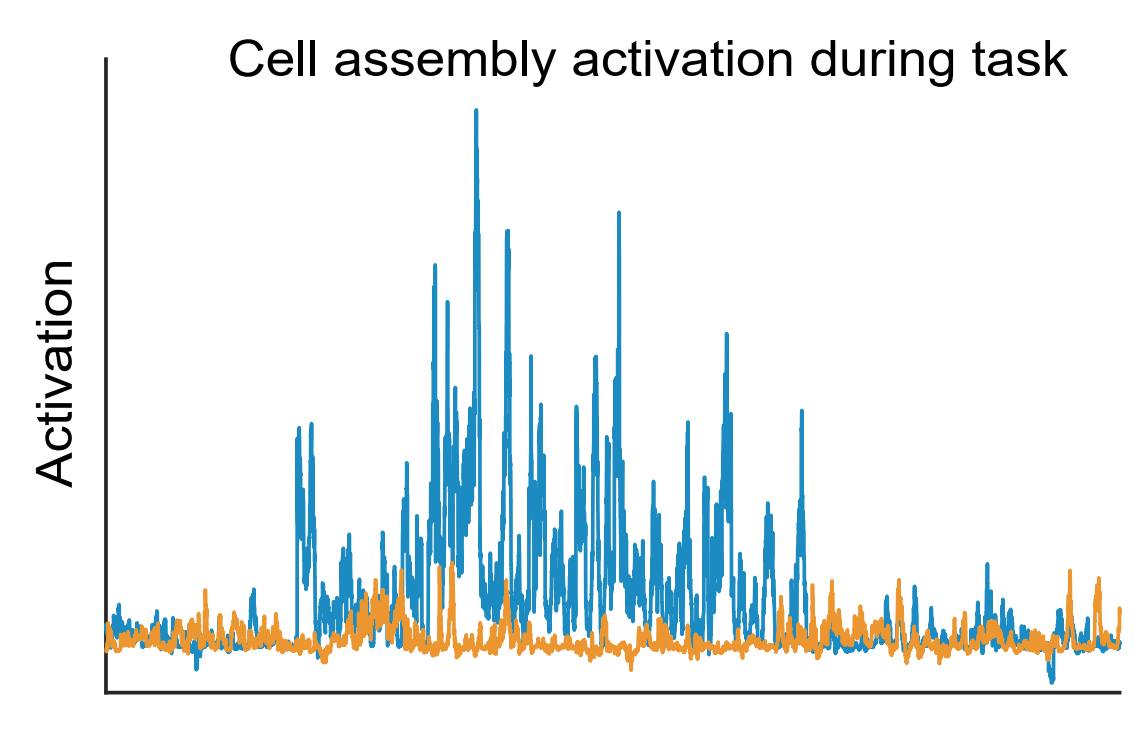 Cell assembly activation during task
Activation